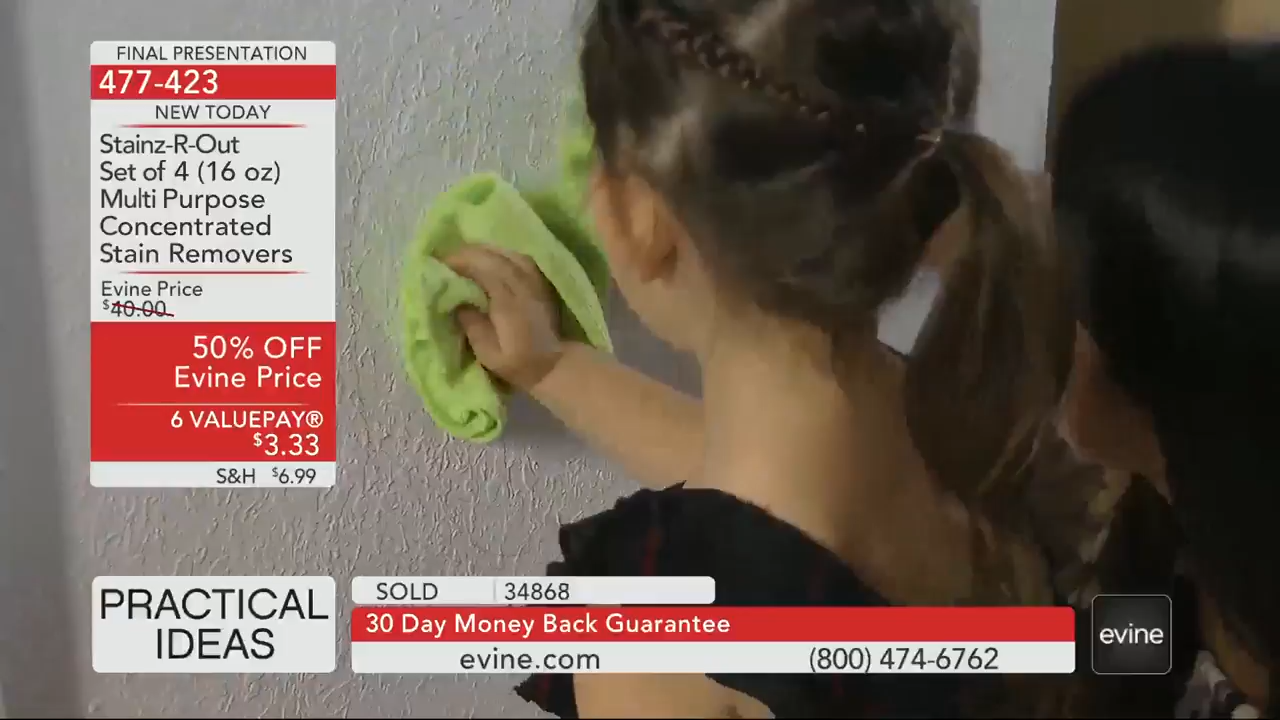 FINAL PRESENTATION
477-423
NEW TODAY
Stainz-R-Out
Set of 4 (16 oz)
Multi Purpose
Concentrated
Stain Removers
Evine Price
$40.00
50% OFF
Evine Price
6 VALUEPAY®
$3.33
S&H $6.99
PRACTICAL
IDEAS
SOLD 34868
30 Day Money Back Guarantee
evine.com (800) 474-6762
evine